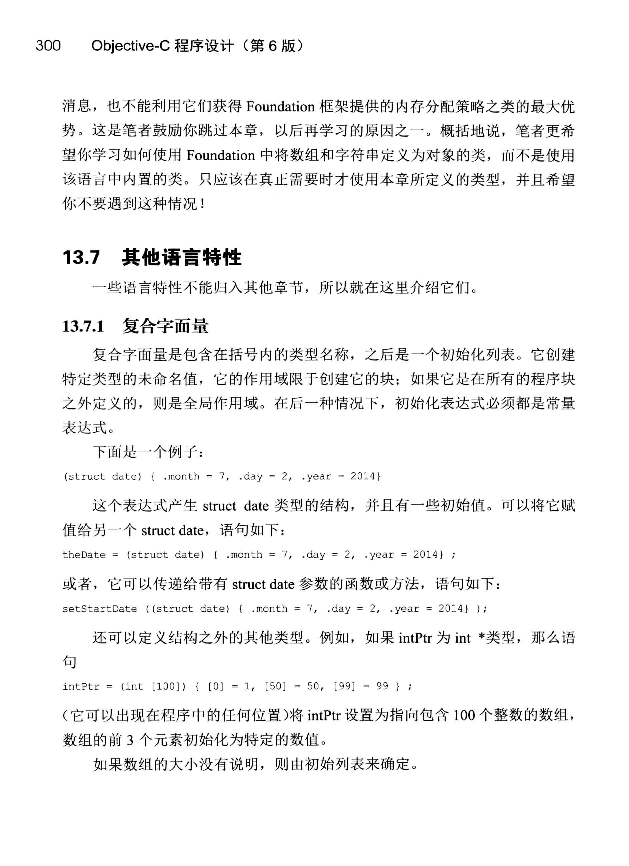 300 Objective-C 程序设计（第 6 版）
消息，也不能利用它们获得 Foundation 框架提供的内存分配策略之类的最大优
势。这是笔者鼓励你跳过本章，以后再学习的原因之一。概括地说，笔者更希
望你学习如何使用 Foundation 中将数组和字符串定义为对象的类，而不是使用
该语言中内置的类。只应该在真正需要时才使用本章所定义的类型，并且希望
你不要遇到这种情况！
13.7 其他语言特性
一些语言特性不能归入其他章节，所以就在这里介绍它们。
13.7.1 复合字面量
复合字面量是包含在括号内的类型名称，之后是一个初始化列表。它创建
特定类型的未命名值，它的作用域限于创建它的块；如果它是在所有的程序块
之外定义的，则是全局作用域。在后一种情况下，初始化表达式必须都是常量
表达式。
下面是一个例子：
(struct date) { .month = 7, .day = 2, .year = 2014}
这个表达式产生 struct date 类型的结构，并且有一些初始值。可以将它赋
值给另一个 struct date，语句如下：
theDate = (struct date) { .month = 7, .day = 2, .year = 2014} ;
或者，它可以传递给带有 struct date 参数的函数或方法，语句如下：
setStartDate ((struct date) { .month = 7, .day = 2, .year = 2014} );
还可以定义结构之外的其他类型。例如，如果 intPtr 为 int *类型，那么语
句
intPtr = (int [100]) { [0] = 1, [50] = 50, [99] = 99 } ;
（它可以出现在程序中的任何位置）将 intPtr 设置为指向包含 100 个整数的数组，
数组的前 3 个元素初始化为特定的数值。
如果数组的大小没有说明，则由初始列表来确定。